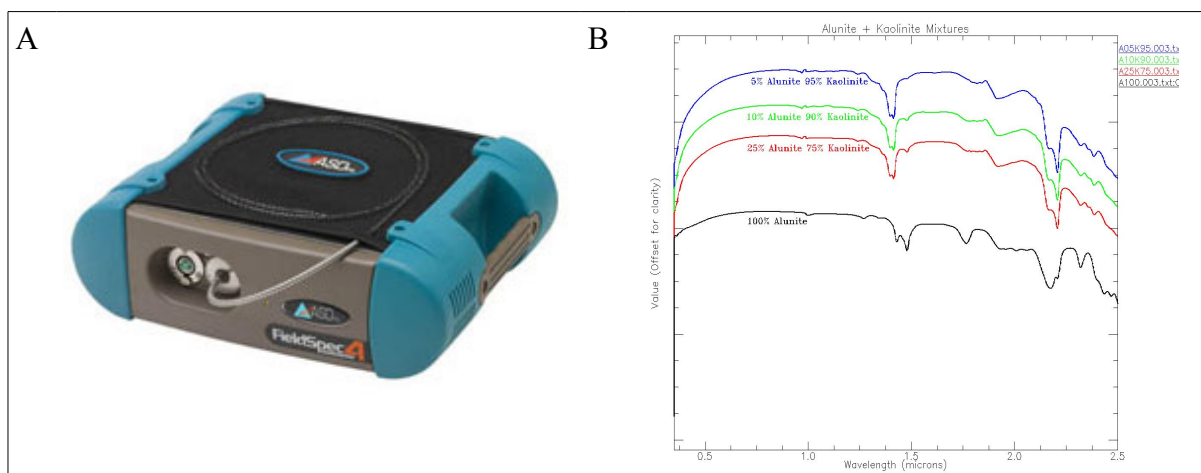 A
B
ASD
ASD
FieldSpec 4
Alunite + Kaolinite Mixtures
A05K95.003.tx
A10K90.003.tx
A25K75.003.tx
A100.003.txt:C
5% Alunite 95% Kaolinite
10% Alunite 90% Kaolinite
25% Alunite 75% Kaolinite
100% Alunite
Value (Offset for clarity)
0.5
1.0
1.5
2.0
2.5
Wavelength (microns)